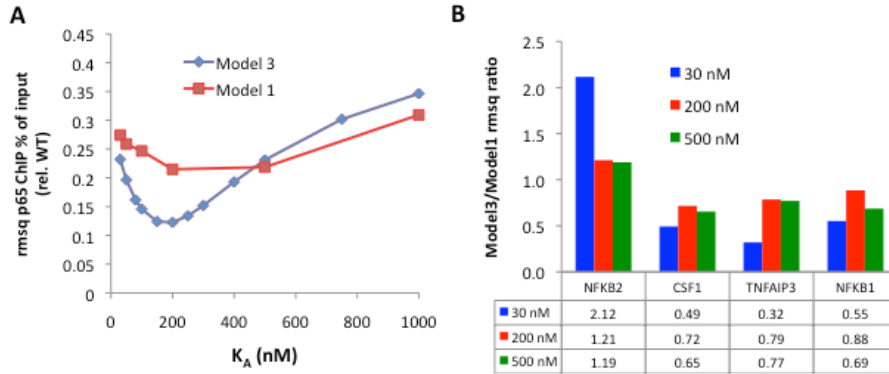 A
rmsq p65 ChIP % of input
(rel. WT)
0.45
0.4
0.35
0.3
0.25
0.2
0.15
0.1
0.05
0
Model 3
Model 1
0 200 400 600 800 1000
K_A (nM)
B
Model3/Model1 rmsq ratio
2.5
2.0
1.5
1.0
0.5
0.0
30 nM
200 nM
500 nM
NFKB2 CSF1 TNFAIP3 NFKB1
30 nM 2.12 0.49 0.32 0.55
200 nM 1.21 0.72 0.79 0.88
500 nM 1.19 0.65 0.77 0.69